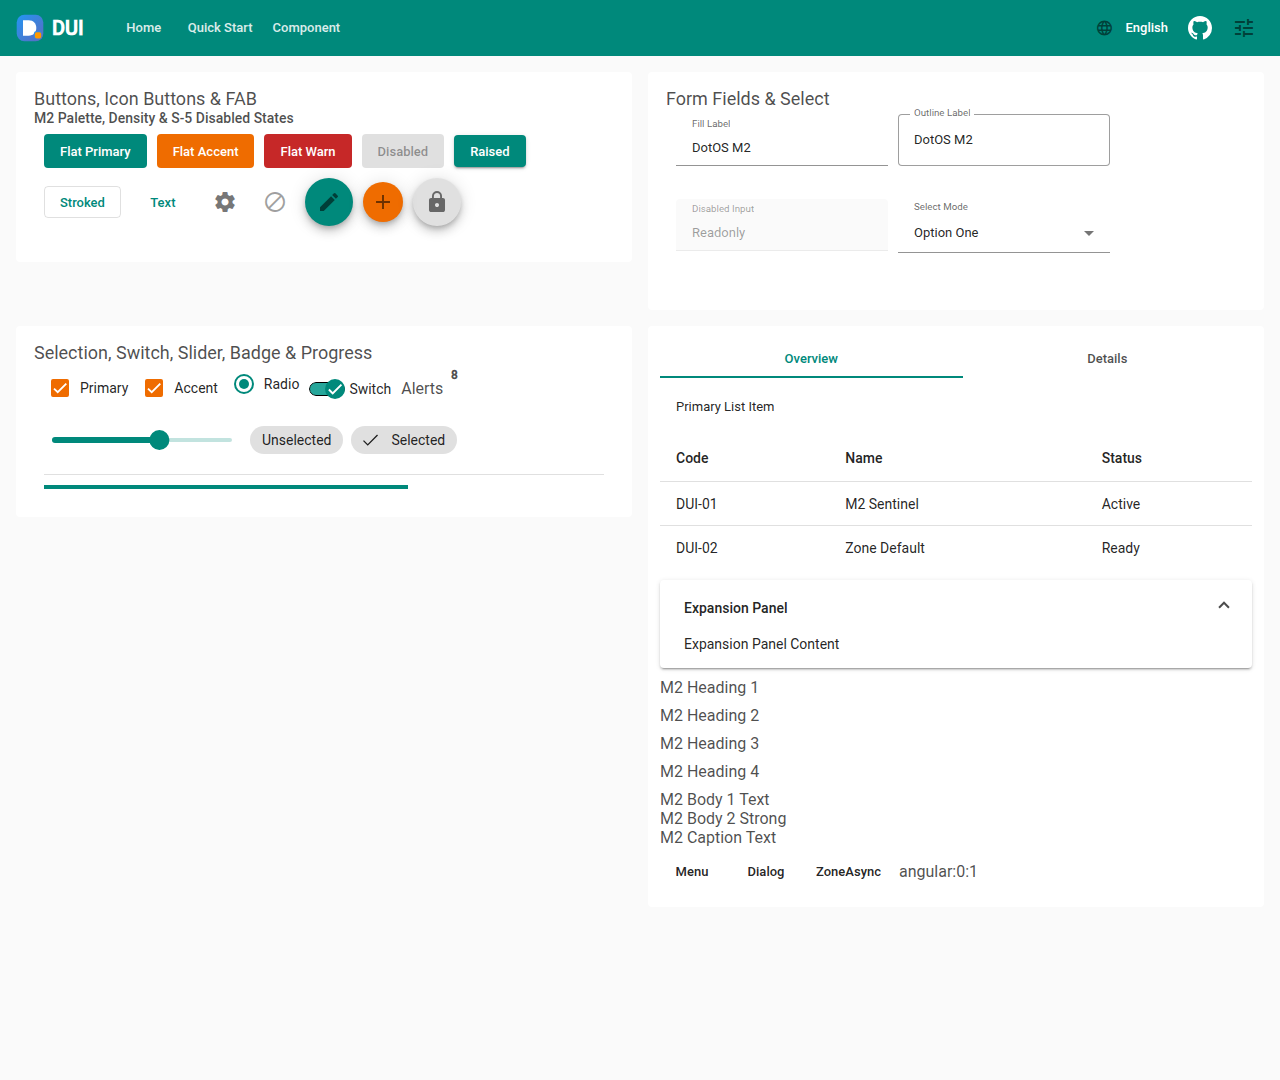 DUI
Home
Quick Start
Component
English
Buttons, Icon Buttons & FAB
M2 Palette, Density & S-5 Disabled States
Flat Primary
Flat Accent
Flat Warn
Disabled
Raised
Stroked
Text
Form Fields & Select
Fill Label
DotOS M2
Outline Label
DotOS M2
Disabled Input
Readonly
Select Mode
Option One
Selection, Switch, Slider, Badge & Progress
Primary
Accent
Radio
Switch
Alerts
8
Unselected
Selected
Overview
Details
Primary List Item
Code
Name
Status
DUI-01
M2 Sentinel
Active
DUI-02
Zone Default
Ready
Expansion Panel
Expansion Panel Content
M2 Heading 1
M2 Heading 2
M2 Heading 3
M2 Heading 4
M2 Body 1 Text
M2 Body 2 Strong
M2 Caption Text
Menu
Dialog
ZoneAsync
angular:0:1